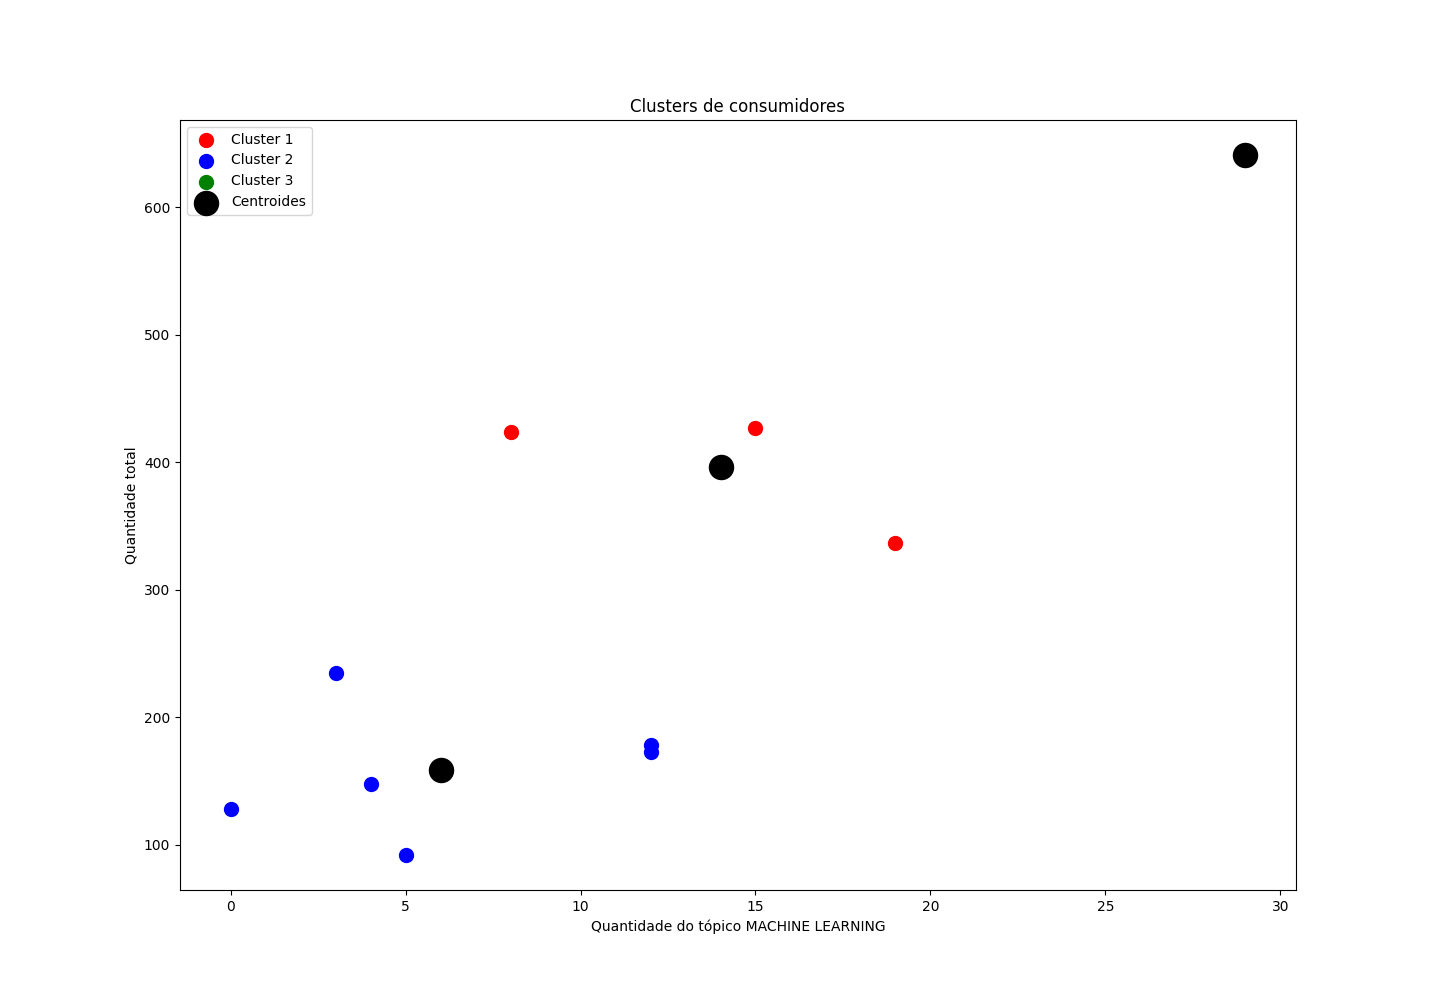 Clusters de consumidores
Cluster 1
Cluster 2
Cluster 3
Centroides
600
500
400
300
200
100
Quantidade total
0 5 10 15 20 25 30
Quantidade do tópico MACHINE LEARNING